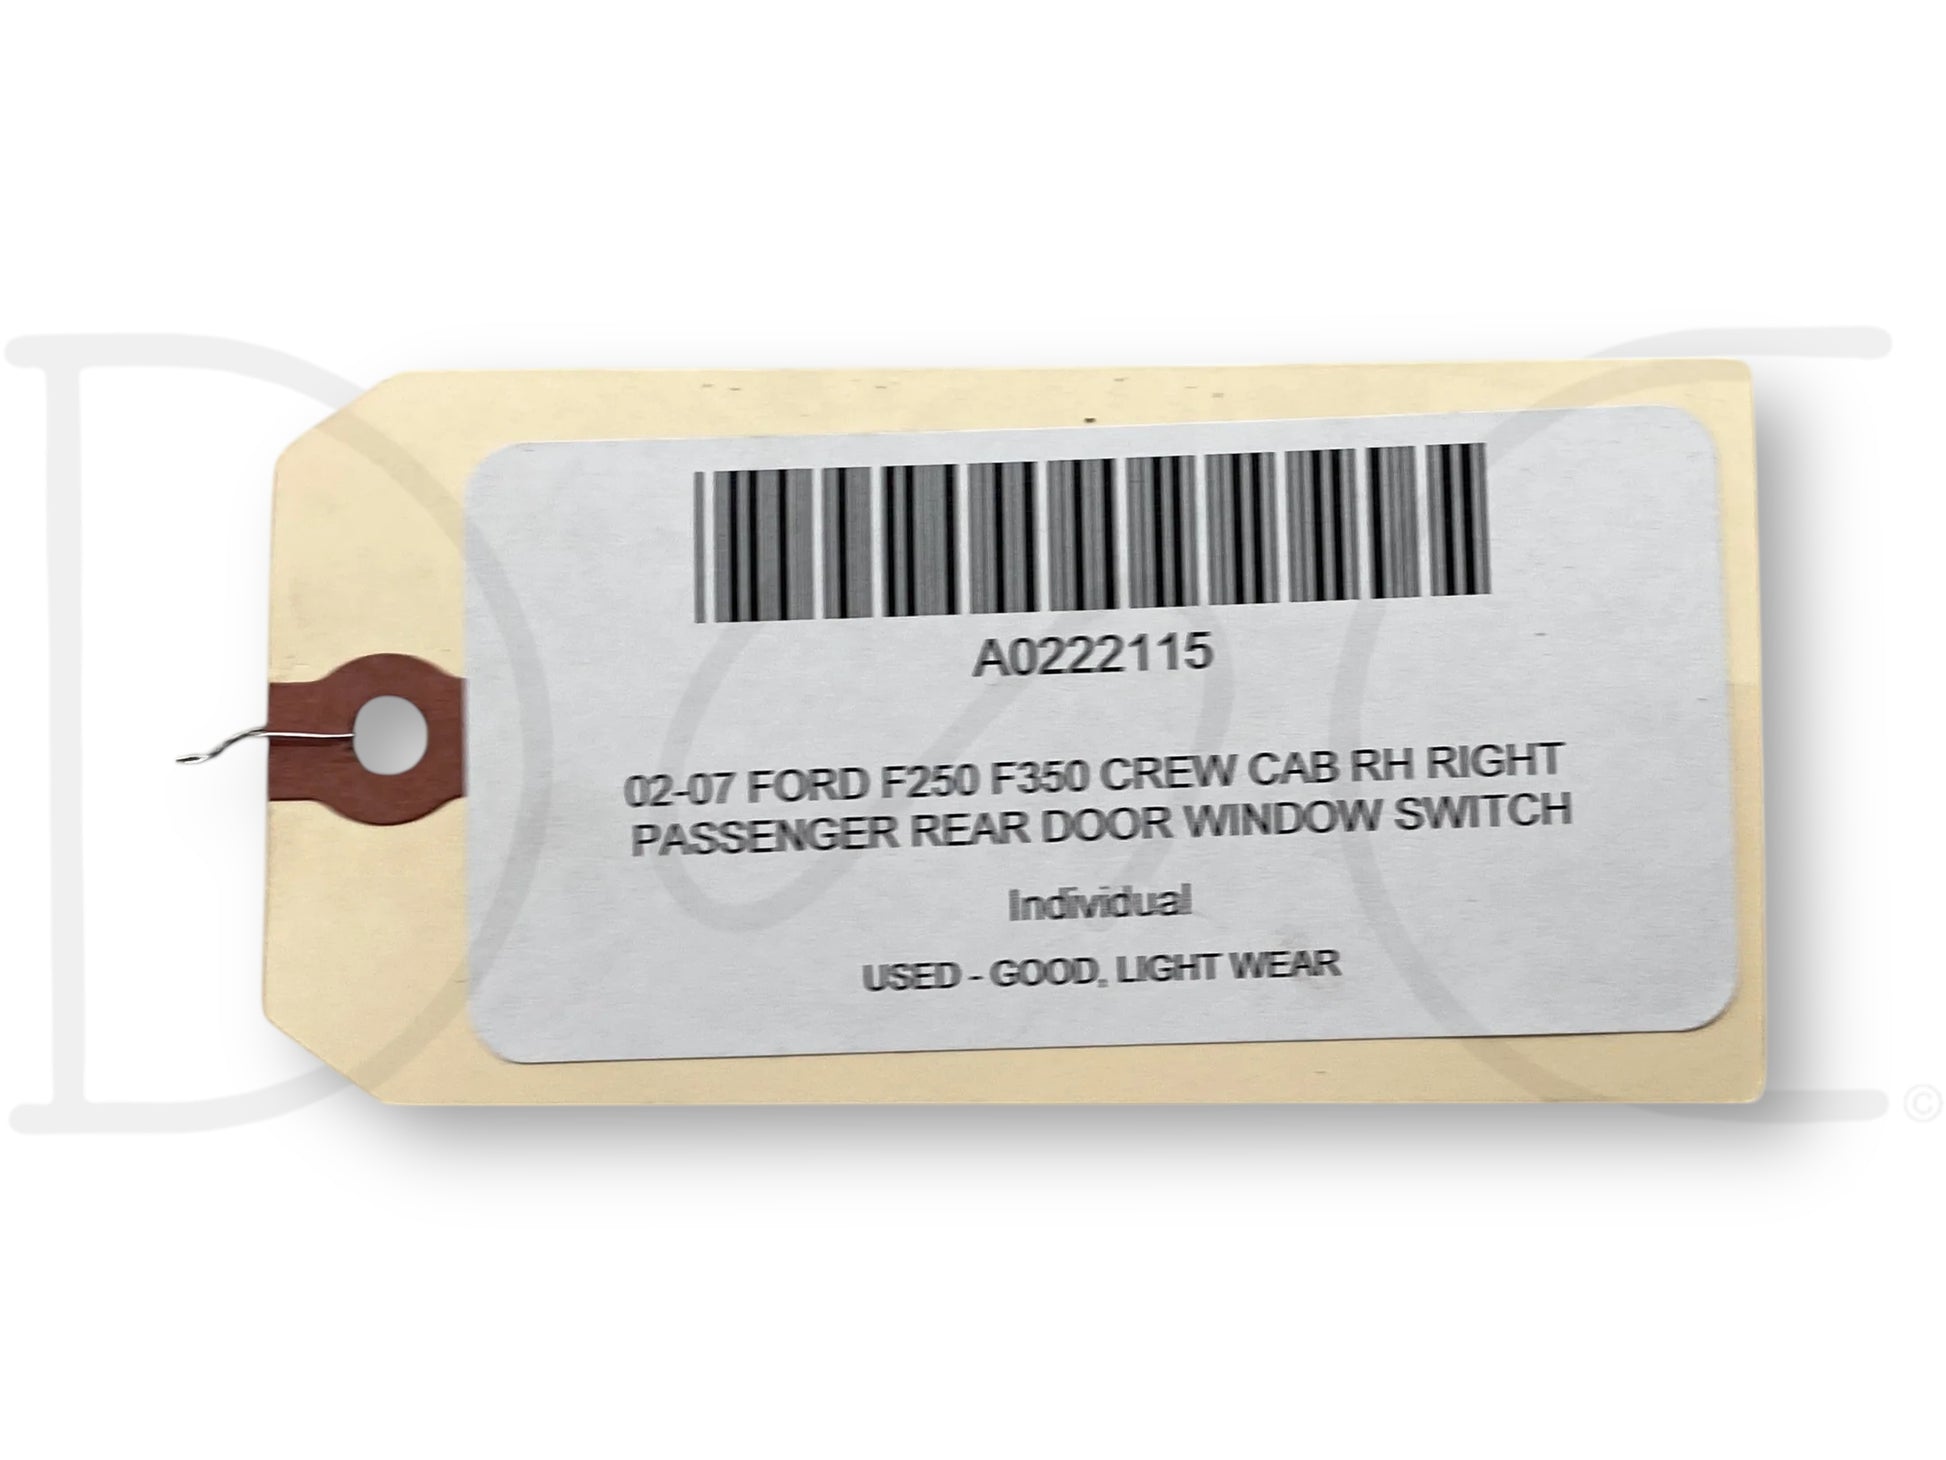 A0222115
02-07 FORD F250 F350 CREW CAB RH RIGHT
PASSENGER REAR DOOR WINDOW SWITCH
Individual
USED - GOOD, LIGHT WEAR
D&C ©